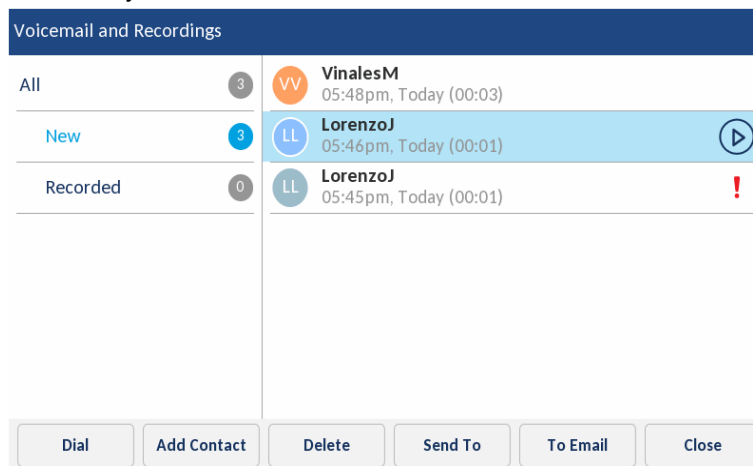 Voicemail and Recordings
All 3
New 3
Recorded 0
VV VinalesM
05:48pm, Today (00:03)
LL LorenzoJ
05:46pm, Today (00:01)
LL LorenzoJ
05:45pm, Today (00:01) !
Dial Add Contact Delete Send To To Email Close